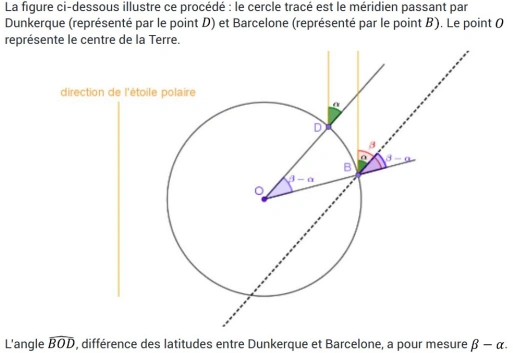 La figure ci-dessous illustre ce procédé : le cercle tracé est le méridien passant par
Dunkerque (représenté par le point D) et Barcelone (représenté par le point B). Le point O
représente le centre de la Terre.
direction de l'étoile polaire
α
D
β
α
β − α
B
β − α
O
L'angle \widehat{BOD}, différence des latitudes entre Dunkerque et Barcelone, a pour mesure β − α.